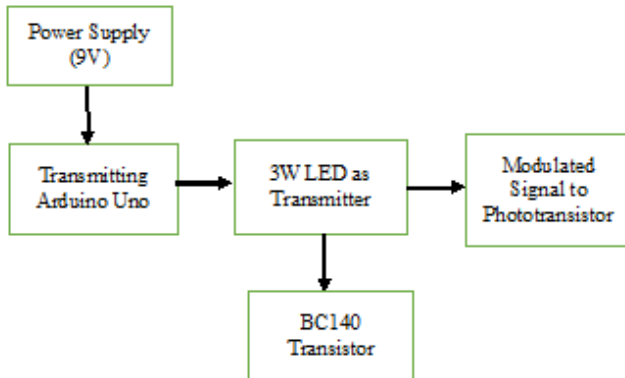 Power Supply
(9V)
Transmitting
Arduino Uno
3W LED as
Transmitter
Modulated
Signal to
Phototransistor
BC140
Transistor